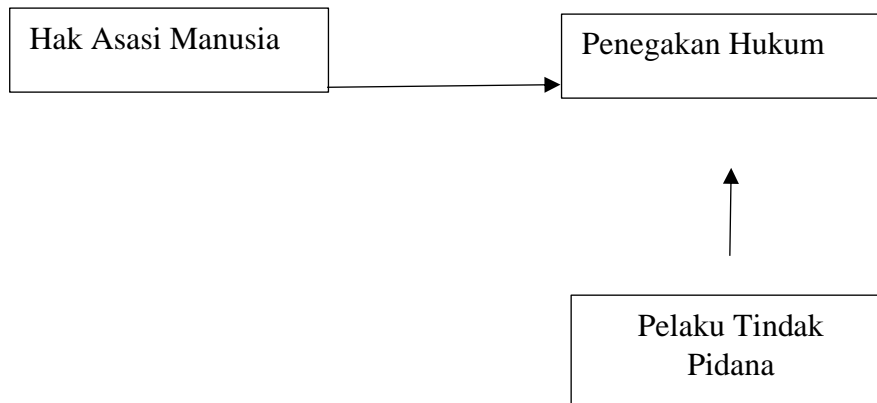 Hak Asasi Manusia
Penegakan Hukum
Pelaku Tindak
Pidana